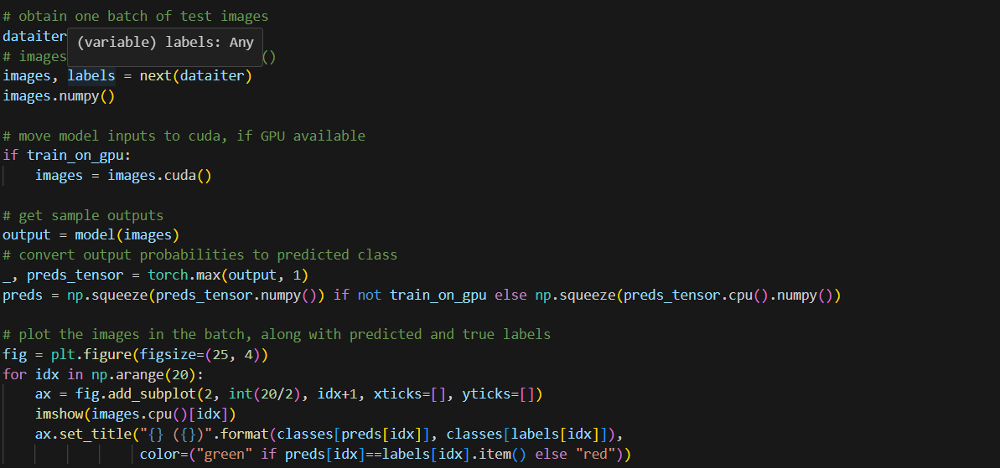 # obtain one batch of test images
dataiter
(variable) labels: Any
# images ()
images, labels = next(dataiter)
images.numpy()

# move model inputs to cuda, if GPU available
if train_on_gpu:
    images = images.cuda()

# get sample outputs
output = model(images)
# convert output probabilities to predicted class
_, preds_tensor = torch.max(output, 1)
preds = np.squeeze(preds_tensor.numpy()) if not train_on_gpu else np.squeeze(preds_tensor.cpu().numpy())

# plot the images in the batch, along with predicted and true labels
fig = plt.figure(figsize=(25, 4))
for idx in np.arange(20):
    ax = fig.add_subplot(2, int(20/2), idx+1, xticks=[], yticks=[])
    imshow(images.cpu()[idx])
    ax.set_title("{} ({})".format(classes[preds[idx]], classes[labels[idx]]),
                 color=("green" if preds[idx]==labels[idx].item() else "red"))